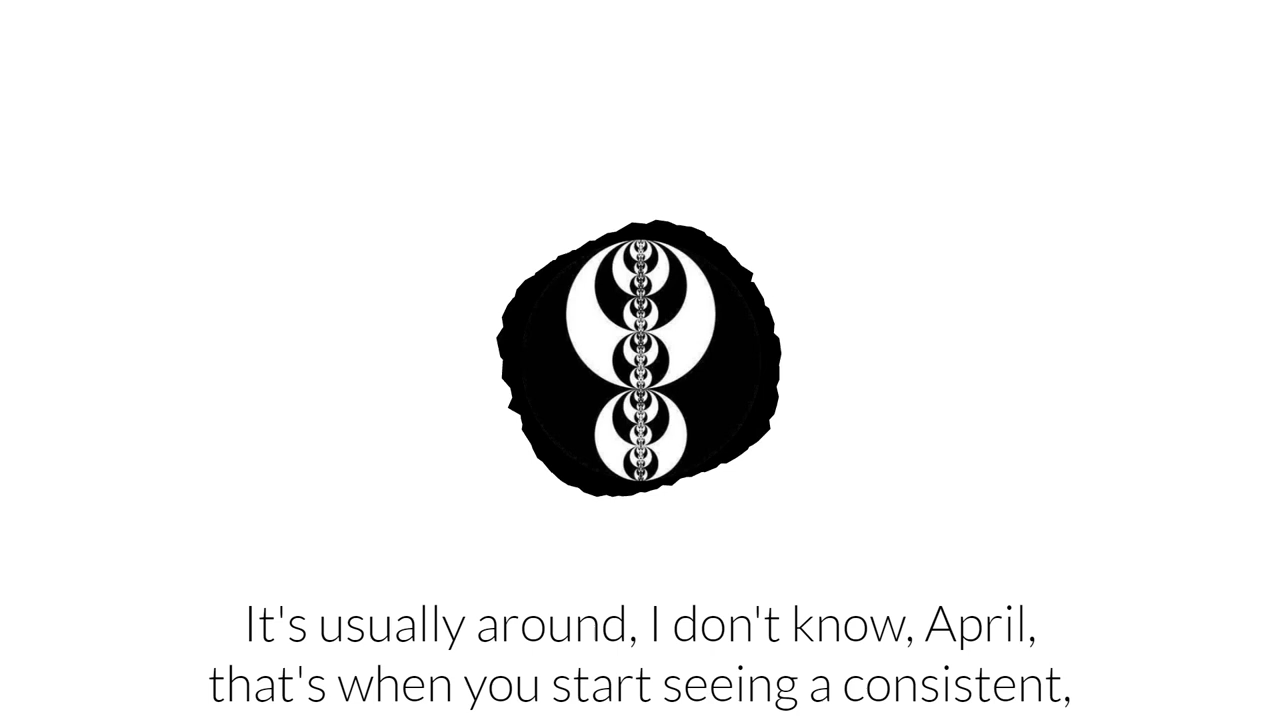 It's usually around, I don't know, April,
that's when you start seeing a consistent,